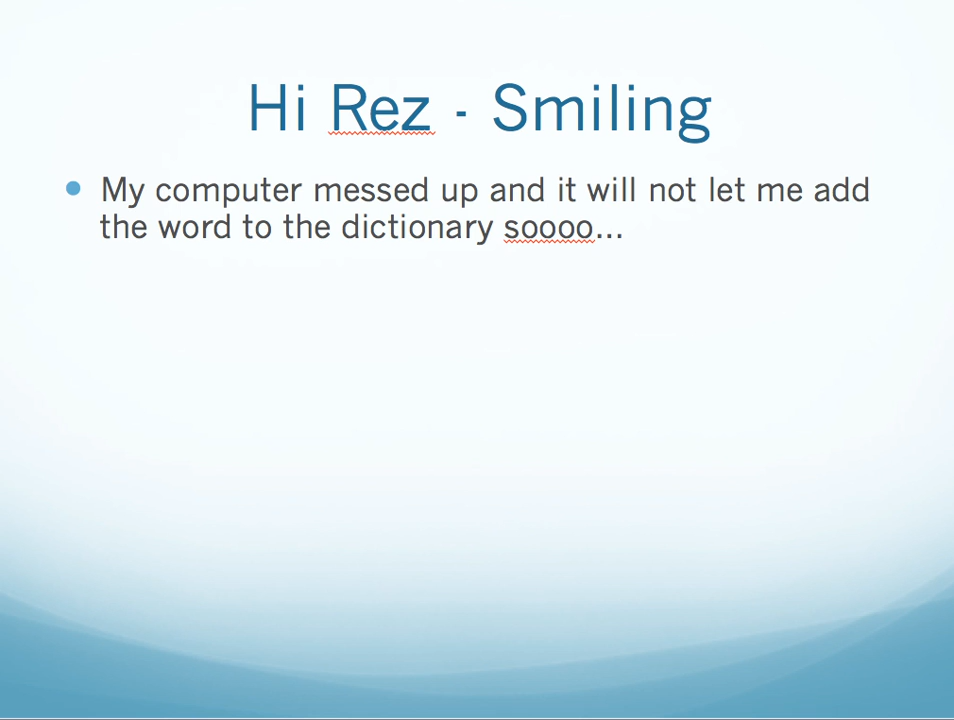 Hi Rez - Smiling
My computer messed up and it will not let me add
the word to the dictionary soooo...